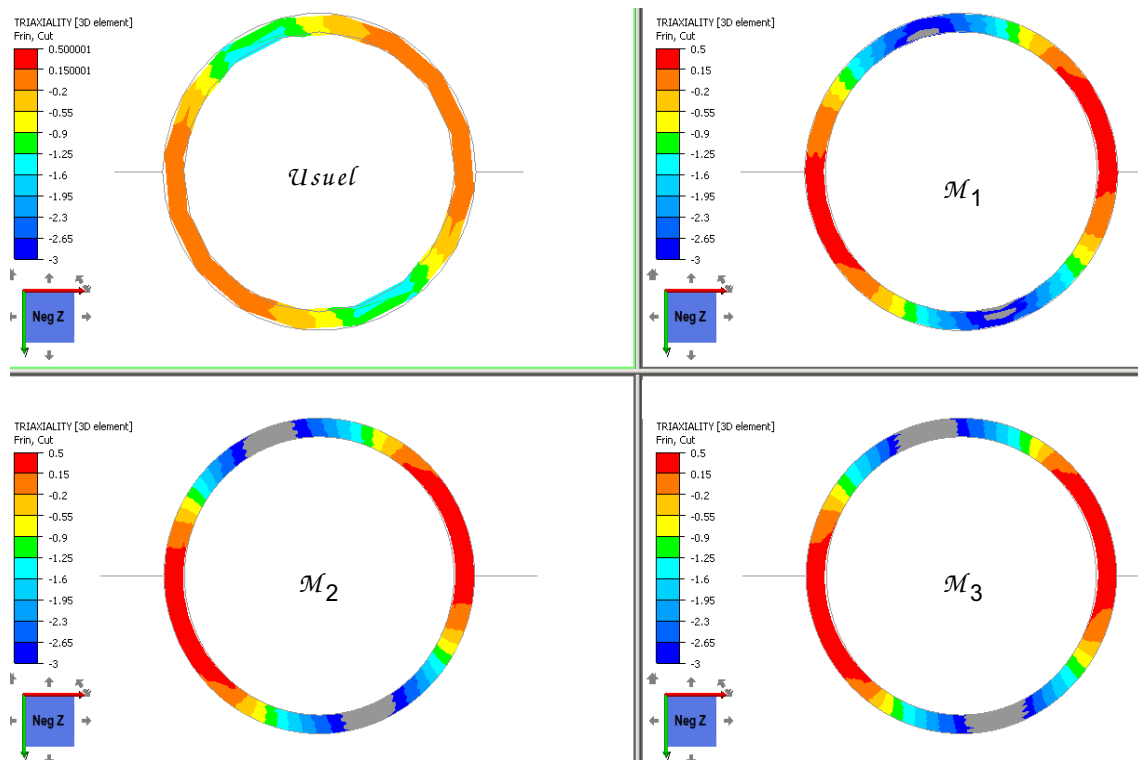 TRIAXIALITY [3D element]
Frin, Cut
0.500001
0.150001
-0.2
-0.55
-0.9
-1.25
-1.6
-1.95
-2.3
-2.65
-3
Neg Z
Usuel
TRIAXIALITY [3D element]
Frin, Cut
0.5
0.15
-0.2
-0.55
-0.9
-1.25
-1.6
-1.95
-2.3
-2.65
-3
Neg Z
M1
TRIAXIALITY [3D element]
Frin, Cut
0.5
0.15
-0.2
-0.55
-0.9
-1.25
-1.6
-1.95
-2.3
-2.65
-3
Neg Z
M2
TRIAXIALITY [3D element]
Frin, Cut
0.5
0.15
-0.2
-0.55
-0.9
-1.25
-1.6
-1.95
-2.3
-2.65
-3
Neg Z
M3